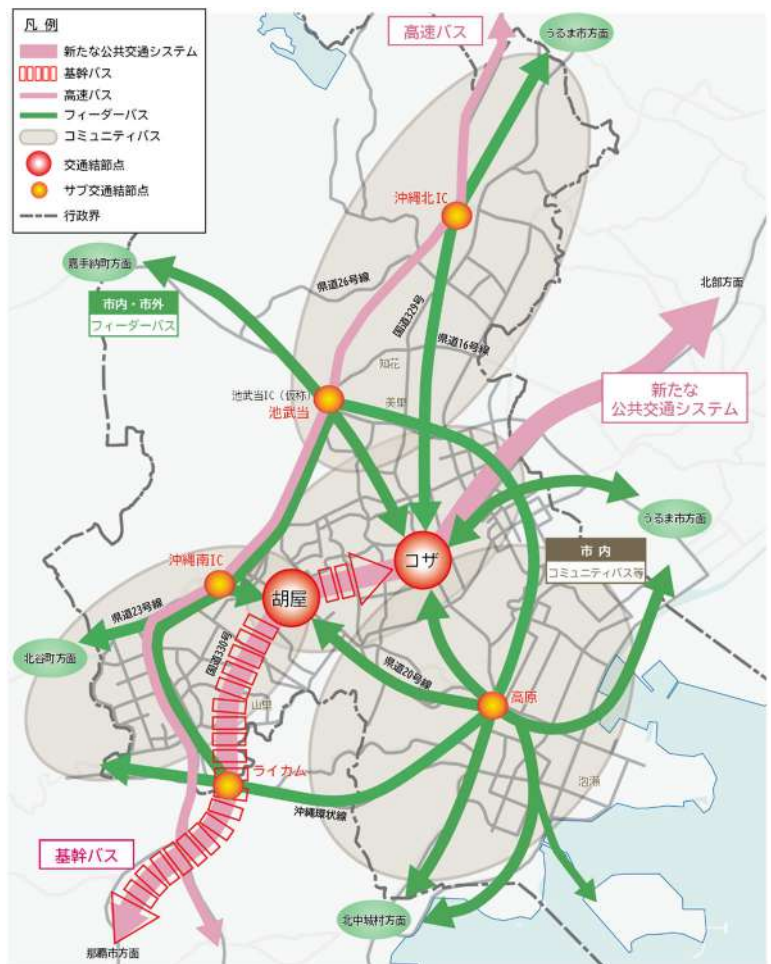 凡 例
新たな公共交通システム
基幹バス
高速バス
フィーダーバス
コミュニティバス
交通結節点
サブ交通結節点
行政界
高速バス
うるま市方面
沖縄北IC
嘉手納町方面
県道26号線
北部方面
市内・市外
フィーダーバス
国道329号
県道16号線
知花
新たな
公共交通システム
池武当IC(仮称)
池武当
美里
うるま市方面
市 内
コミュニティバス等
コザ
沖縄南IC
胡屋
県道23号線
国道330号
北谷町方面
県道20号線
高原
山里
ライカム
泡瀬
沖縄環状線
基幹バス
北中城村方面
那覇市方面